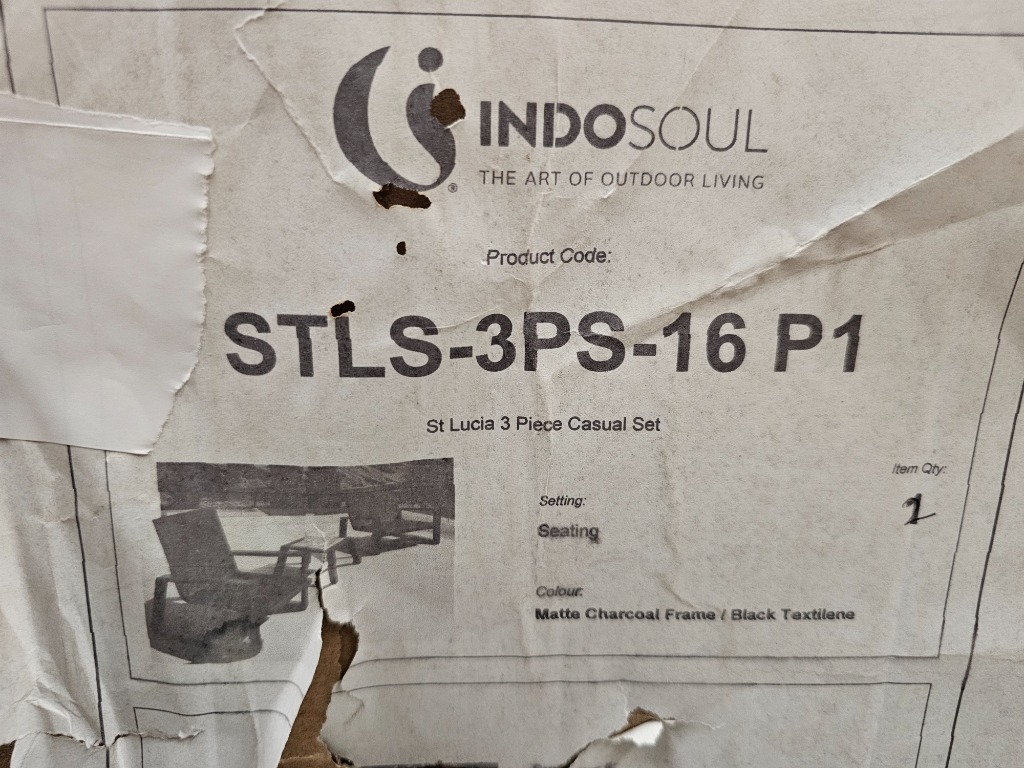 INDOSOUL
®
THE ART OF OUTDOOR LIVING
Product Code:
STLS-3PS-16 P1
St Lucia 3 Piece Casual Set
Item Qty:
Setting:
Seating
Colour:
Matte Charcoal Frame / Black Textilene